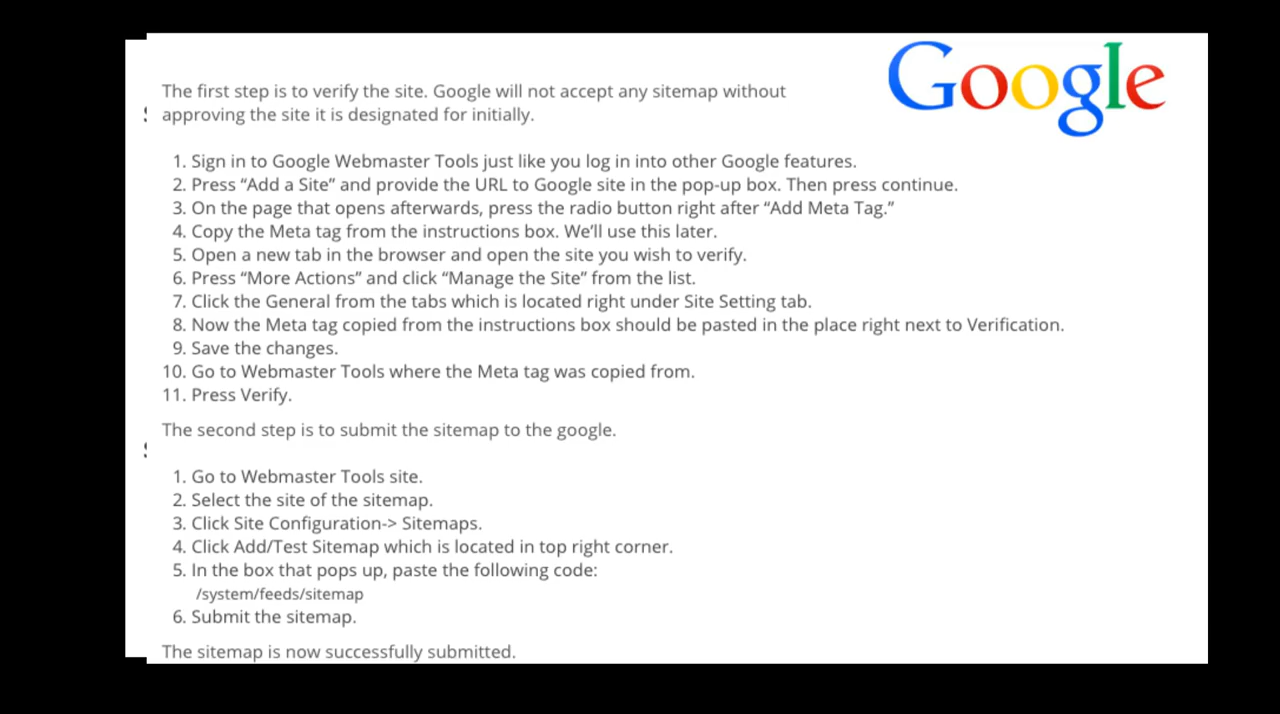 Google
The first step is to verify the site. Google will not accept any sitemap without
approving the site it is designated for initially.
1. Sign in to Google Webmaster Tools just like you log in into other Google features.
2. Press “Add a Site” and provide the URL to Google site in the pop-up box. Then press continue.
3. On the page that opens afterwards, press the radio button right after “Add Meta Tag.”
4. Copy the Meta tag from the instructions box. We’ll use this later.
5. Open a new tab in the browser and open the site you wish to verify.
6. Press “More Actions” and click “Manage the Site” from the list.
7. Click the General from the tabs which is located right under Site Setting tab.
8. Now the Meta tag copied from the instructions box should be pasted in the place right next to Verification.
9. Save the changes.
10. Go to Webmaster Tools where the Meta tag was copied from.
11. Press Verify.
The second step is to submit the sitemap to the google.
1. Go to Webmaster Tools site.
2. Select the site of the sitemap.
3. Click Site Configuration-> Sitemaps.
4. Click Add/Test Sitemap which is located in top right corner.
5. In the box that pops up, paste the following code:
/system/feeds/sitemap
6. Submit the sitemap.
The sitemap is now successfully submitted.